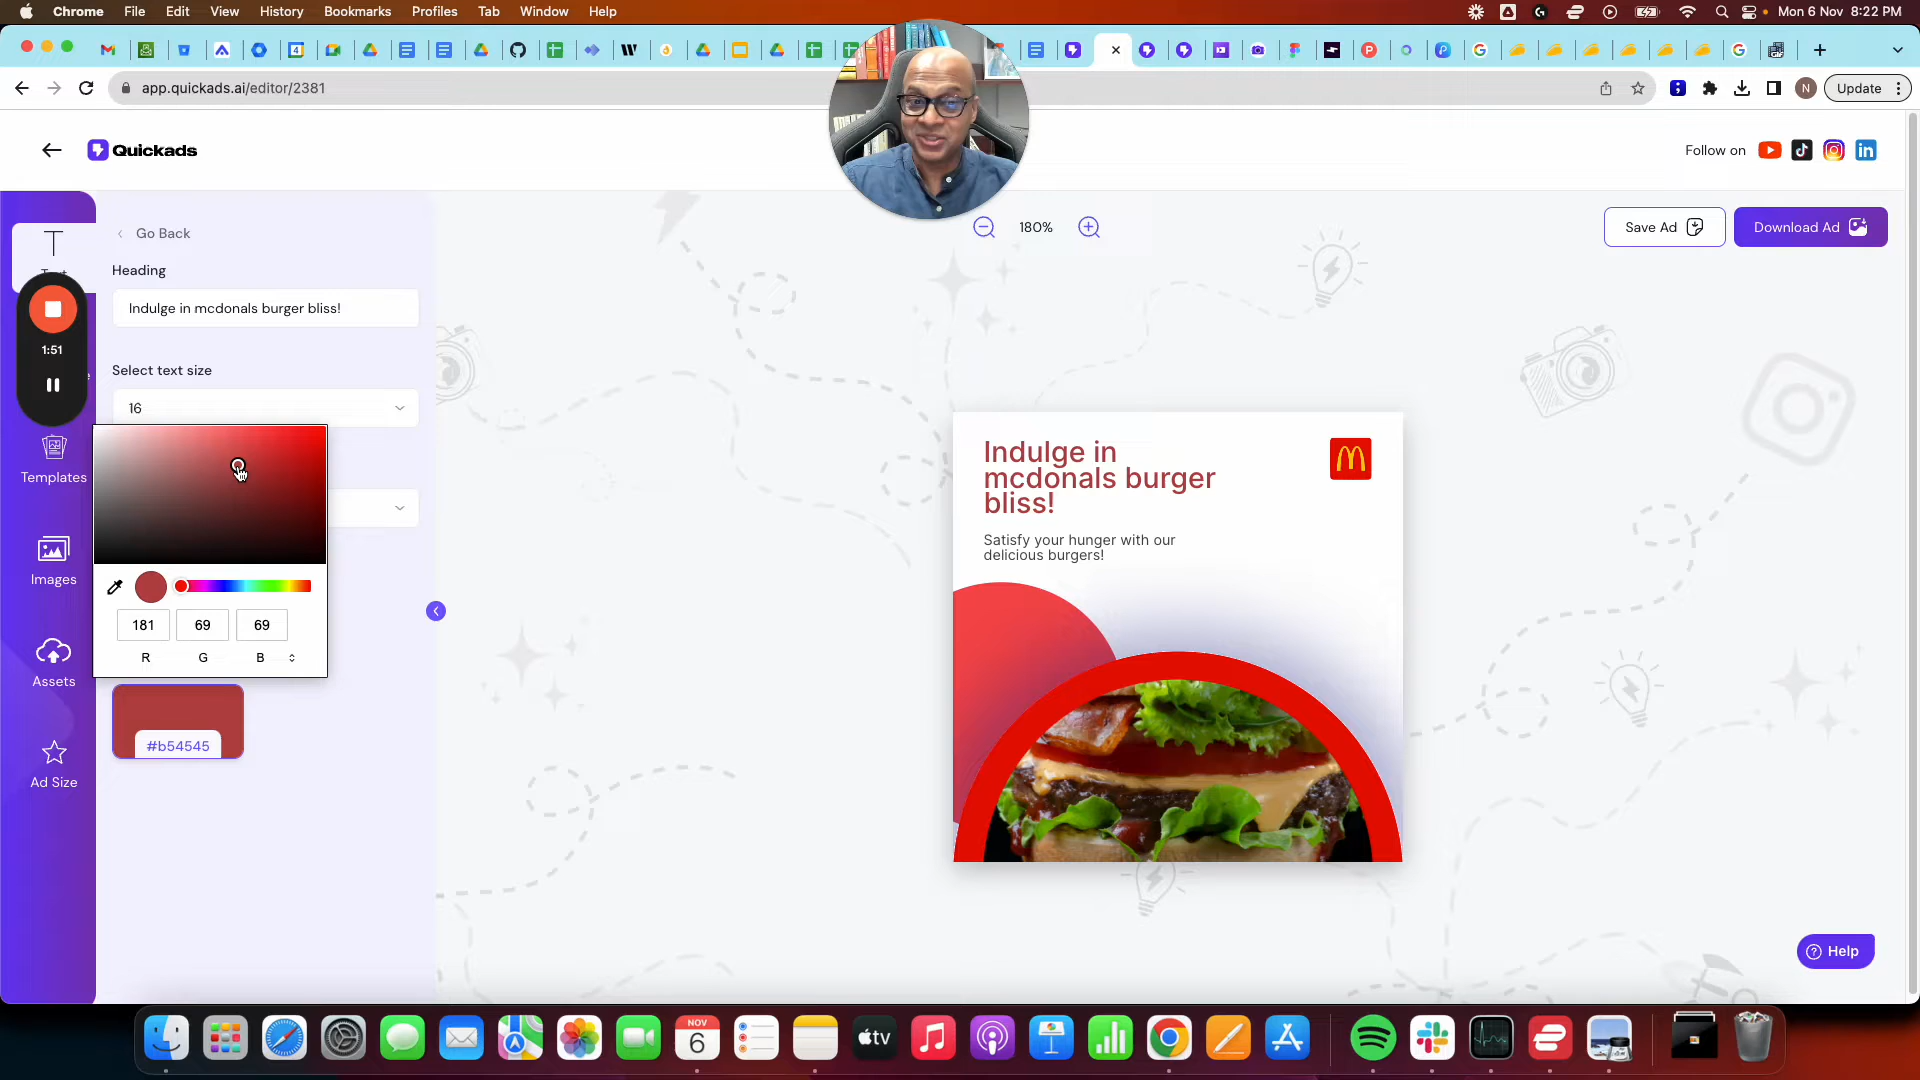 Chrome File Edit View History Bookmarks Profiles Tab Window Help Mon 6 Nov 8:22 PM
app.quickads.ai/editor/2381
N Update
Quickads
Follow on
Go Back
180%
Save Ad
Download Ad
Heading
Indulge in mcdonals burger bliss!
1:51
Select text size
16
Templates
Images
181 69 69
R G B
Assets
#b54545
Ad Size
Indulge in
mcdonals burger
bliss!
Satisfy your hunger with our
delicious burgers!
Help
NOV
6
tv